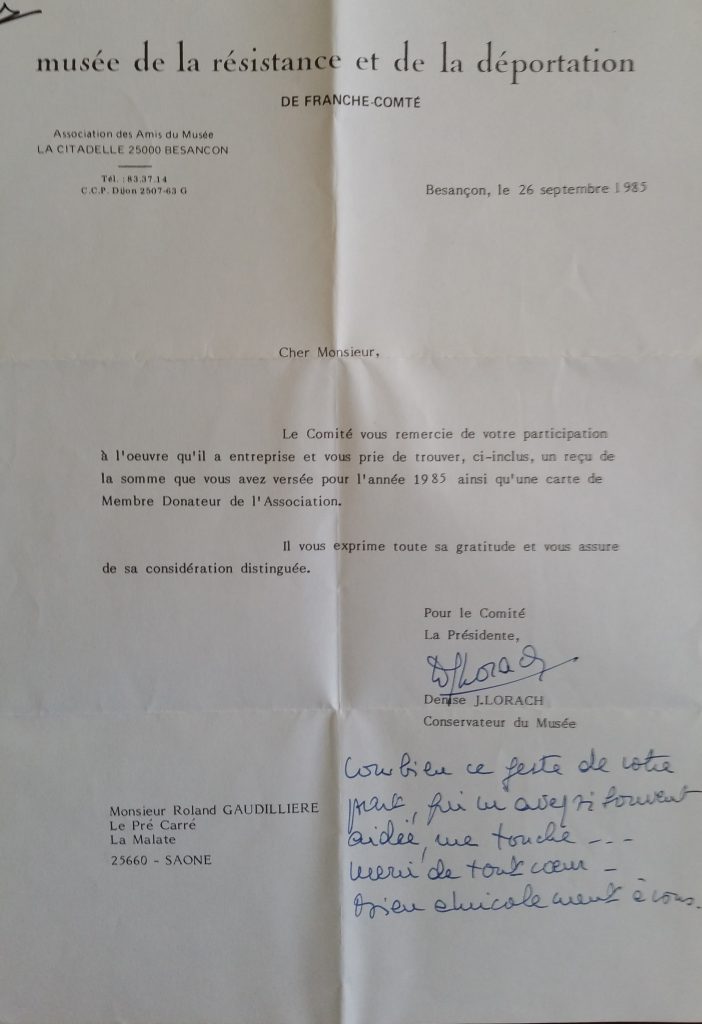 musée de la résistance et de la déportation
DE FRANCHE-COMTÉ
Association des Amis du Musée
LA CITADELLE 25000 BESANCON
Tél. : 83.37.14
C.C.P. Dijon 2507-63 G
Besançon, le 26 septembre 1985
Cher Monsieur,
Le Comité vous remercie de votre participation
à l'oeuvre qu'il a entreprise et vous prie de trouver, ci-inclus, un reçu de
la somme que vous avez versée pour l'année 1985 ainsi qu'une carte de
Membre Donateur de l'Association.
Il vous exprime toute sa gratitude et vous assure
de sa considération distinguée.
Pour le Comité
La Présidente,
DJLorach
Denise J.LORACH
Conservateur du Musée
Monsieur Roland GAUDILLIERE
Le Pré Carré
La Malate
25660 - SAONE
Combien ce geste de votre
part, qui m'avez si souvent
aidée, me touche ---
Merci de tout cœur -
Bien amicalement à vous.